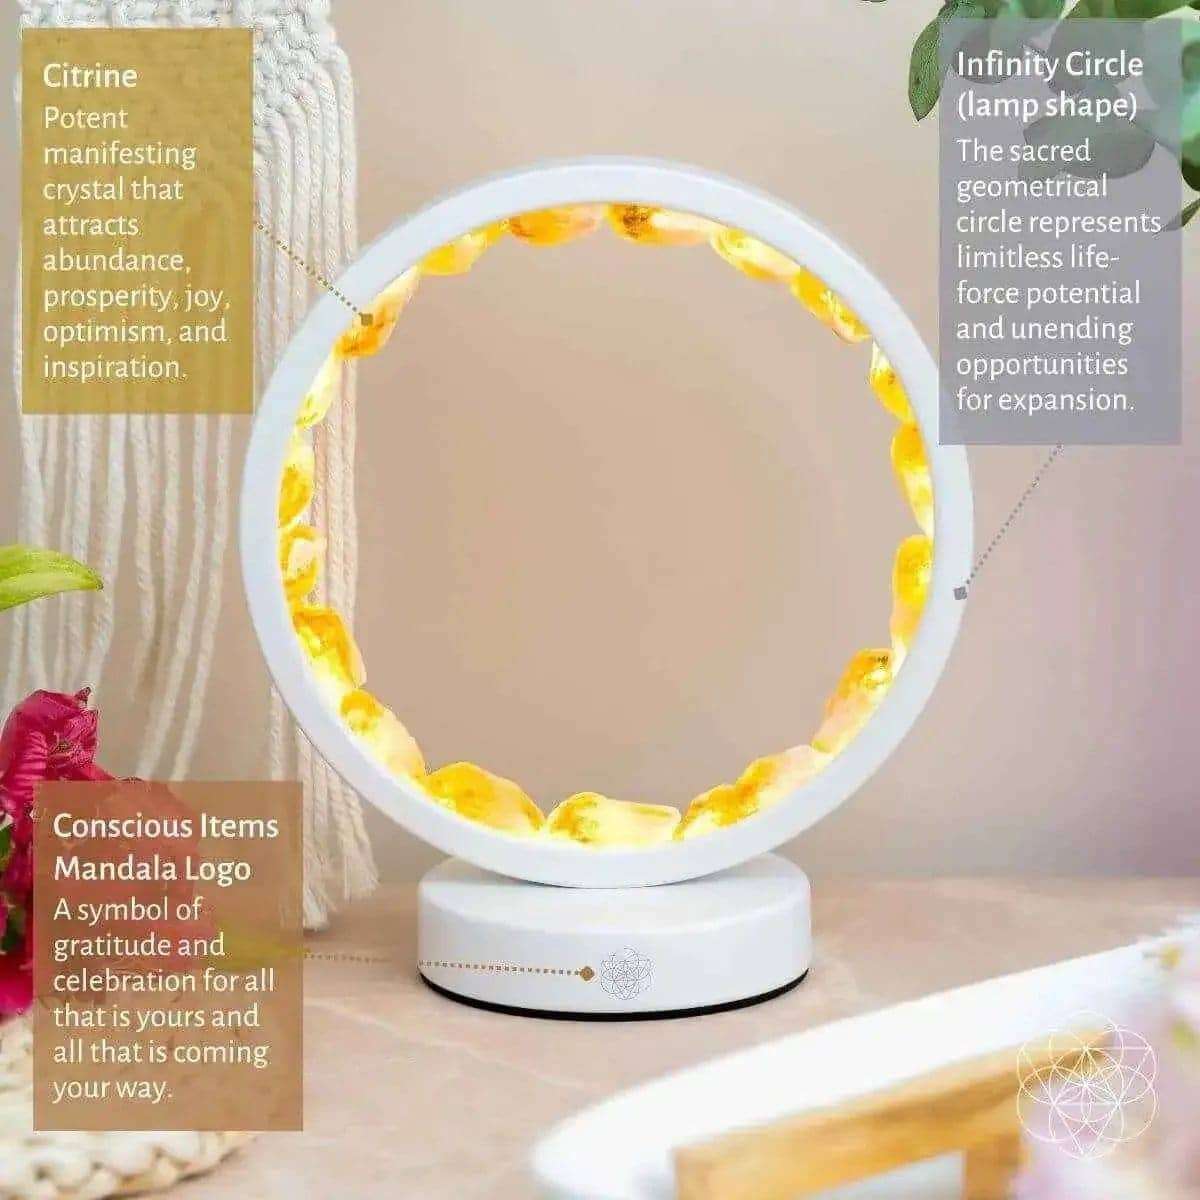 Citrine
Potent
manifesting
crystal that
attracts
abundance,
prosperity, joy,
optimism, and
inspiration.
Infinity Circle
(lamp shape)
The sacred
geometrical
circle represents
limitless life-
force potential
and unending
opportunities
for expansion.
Conscious Items
Mandala Logo
A symbol of
gratitude and
celebration for all
that is yours and
all that is coming
your way.